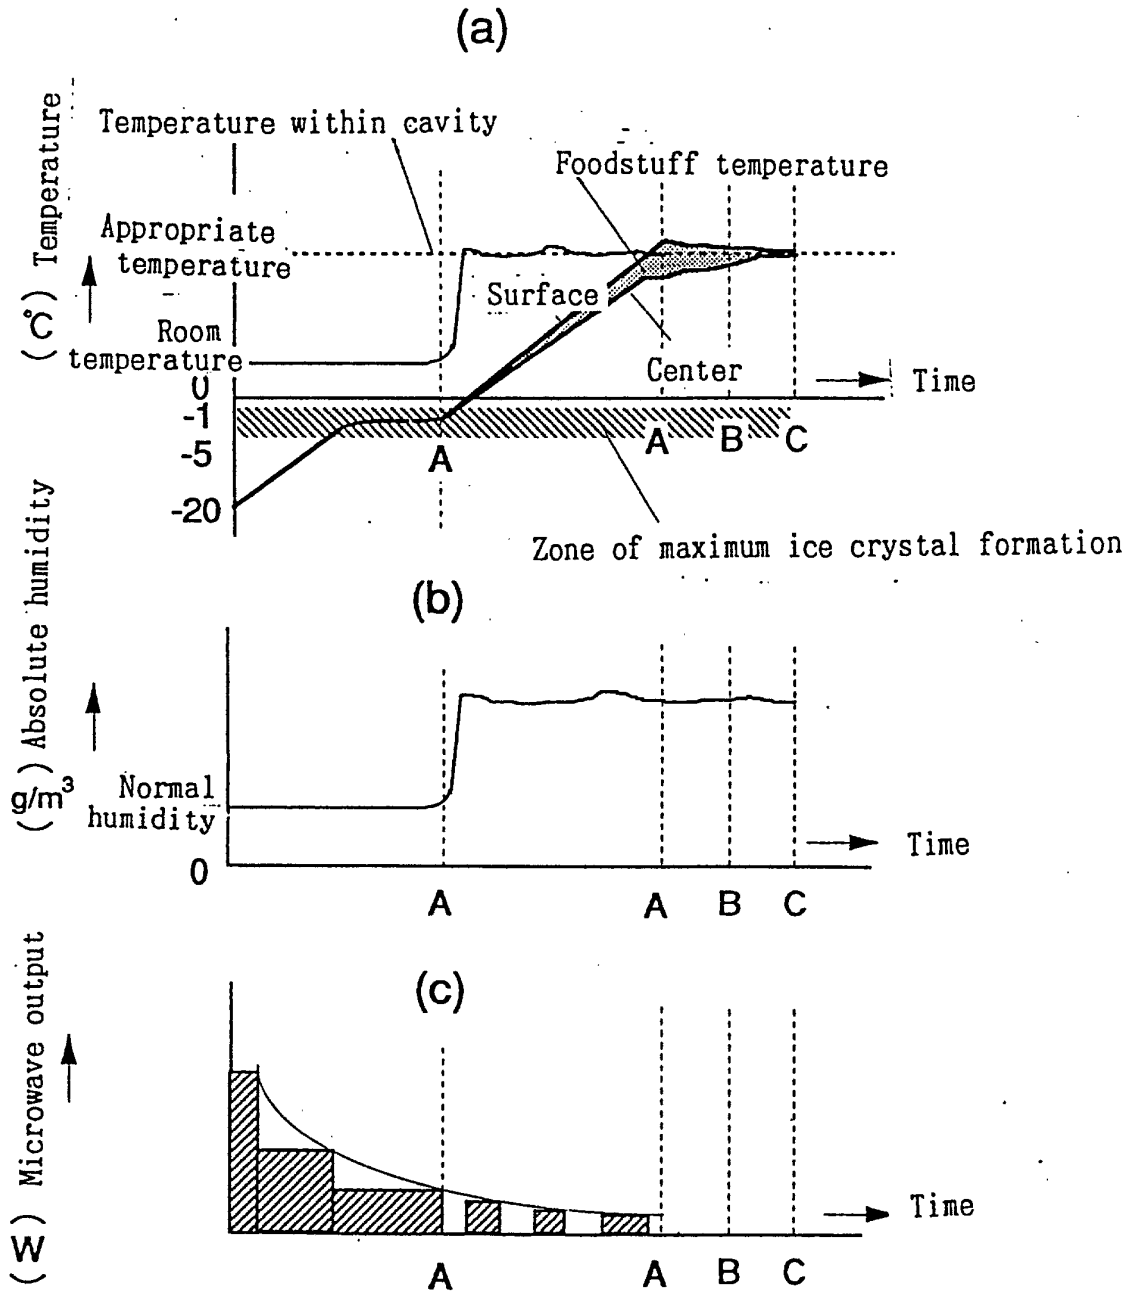 (a)
Temperature
(°C)
Temperature within cavity
Foodstuff temperature
Appropriate
temperature
Surface
Room
temperature
Center
Time
0
-1
-5
-20
A
A
B
C
Zone of maximum ice crystal formation
(b)
Absolute humidity
(g/m³)
Normal
humidity
0
Time
A
A
B
C
(c)
Microwave output
(W)
Time
A
A
B
C